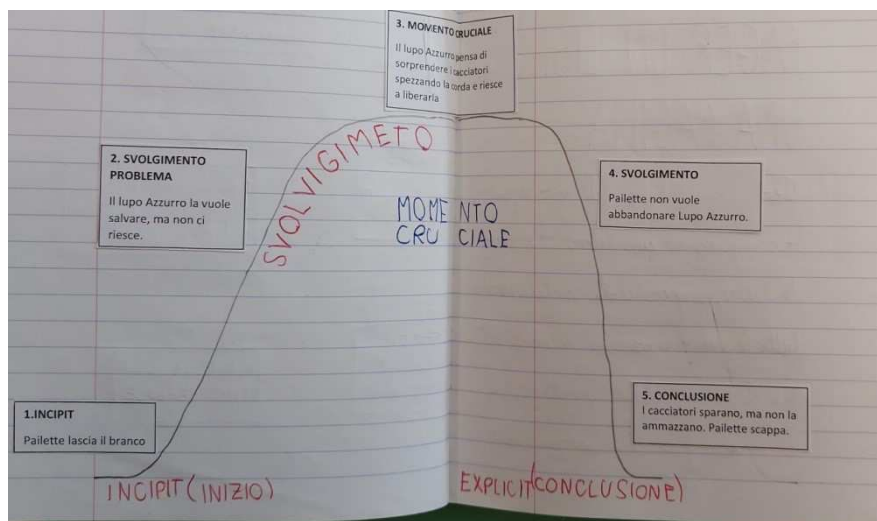 3. MOMENTO CRUCIALE
Il lupo Azzurro pensa di
sorprendere i cacciatori
spezzando la corda e riesce
a liberarla
2. SVOLGIMENTO
PROBLEMA
Il lupo Azzurro la vuole
salvare, ma non ci
riesce.
SVOLVIGIMETO
MOMENTO
CRUCIALE
4. SVOLGIMENTO
Pailette non vuole
abbandonare Lupo Azzurro.
1.INCIPIT
Pailette lascia il branco
5. CONCLUSIONE
I cacciatori sparano, ma non la
ammazzano. Pailette scappa.
INCIPIT (INIZIO)
EXPLICIT (CONCLUSIONE)